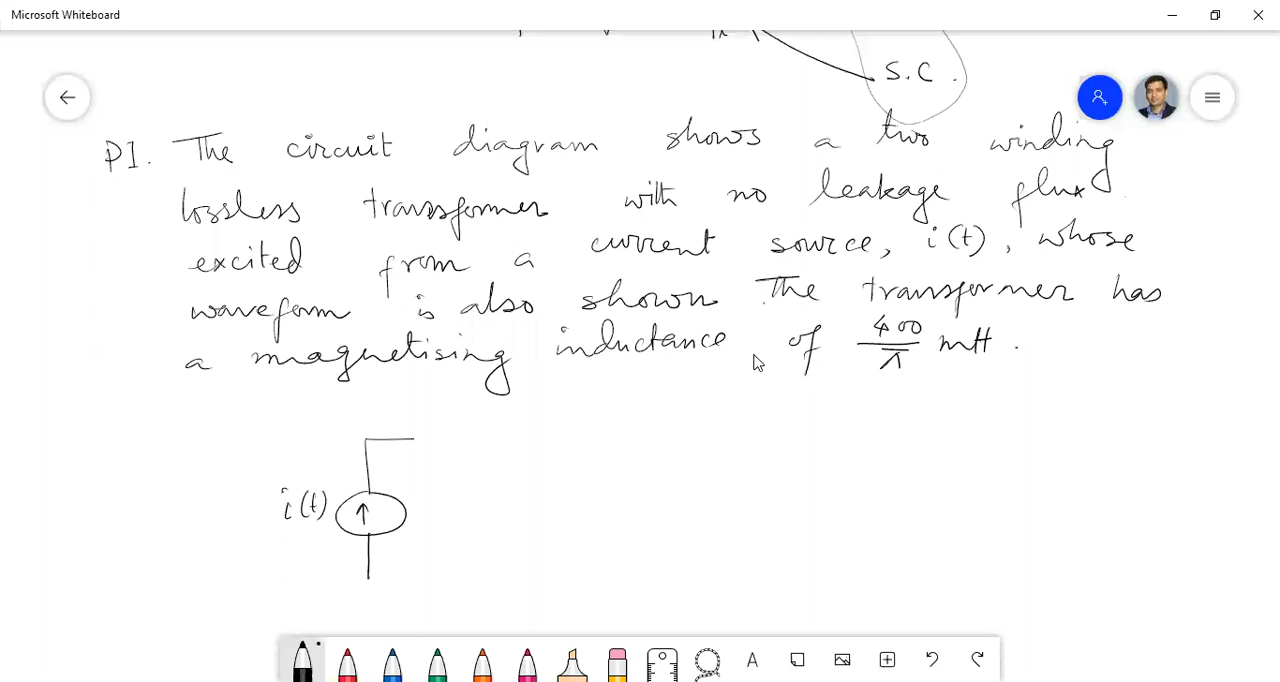 Microsoft Whiteboard
S.C.
P1. The circuit diagram shows a two winding
lossless transformer with no leakage flux
excited from a current source, i(t), whose
waveform is also shown. The transformer has
a magnetising inductance of 400/π mH.
i(t)
A